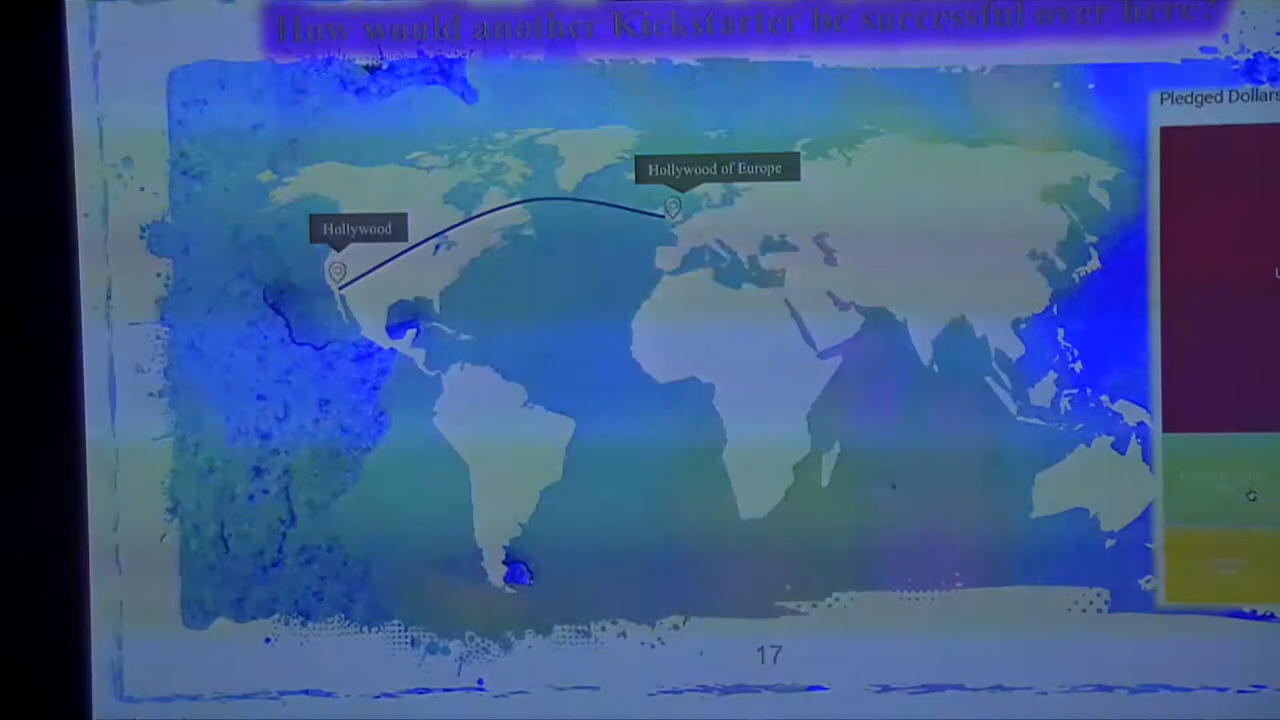 How would another Kickstarter be successful over here?
Pledged Dollars
Hollywood of Europe
Hollywood
17